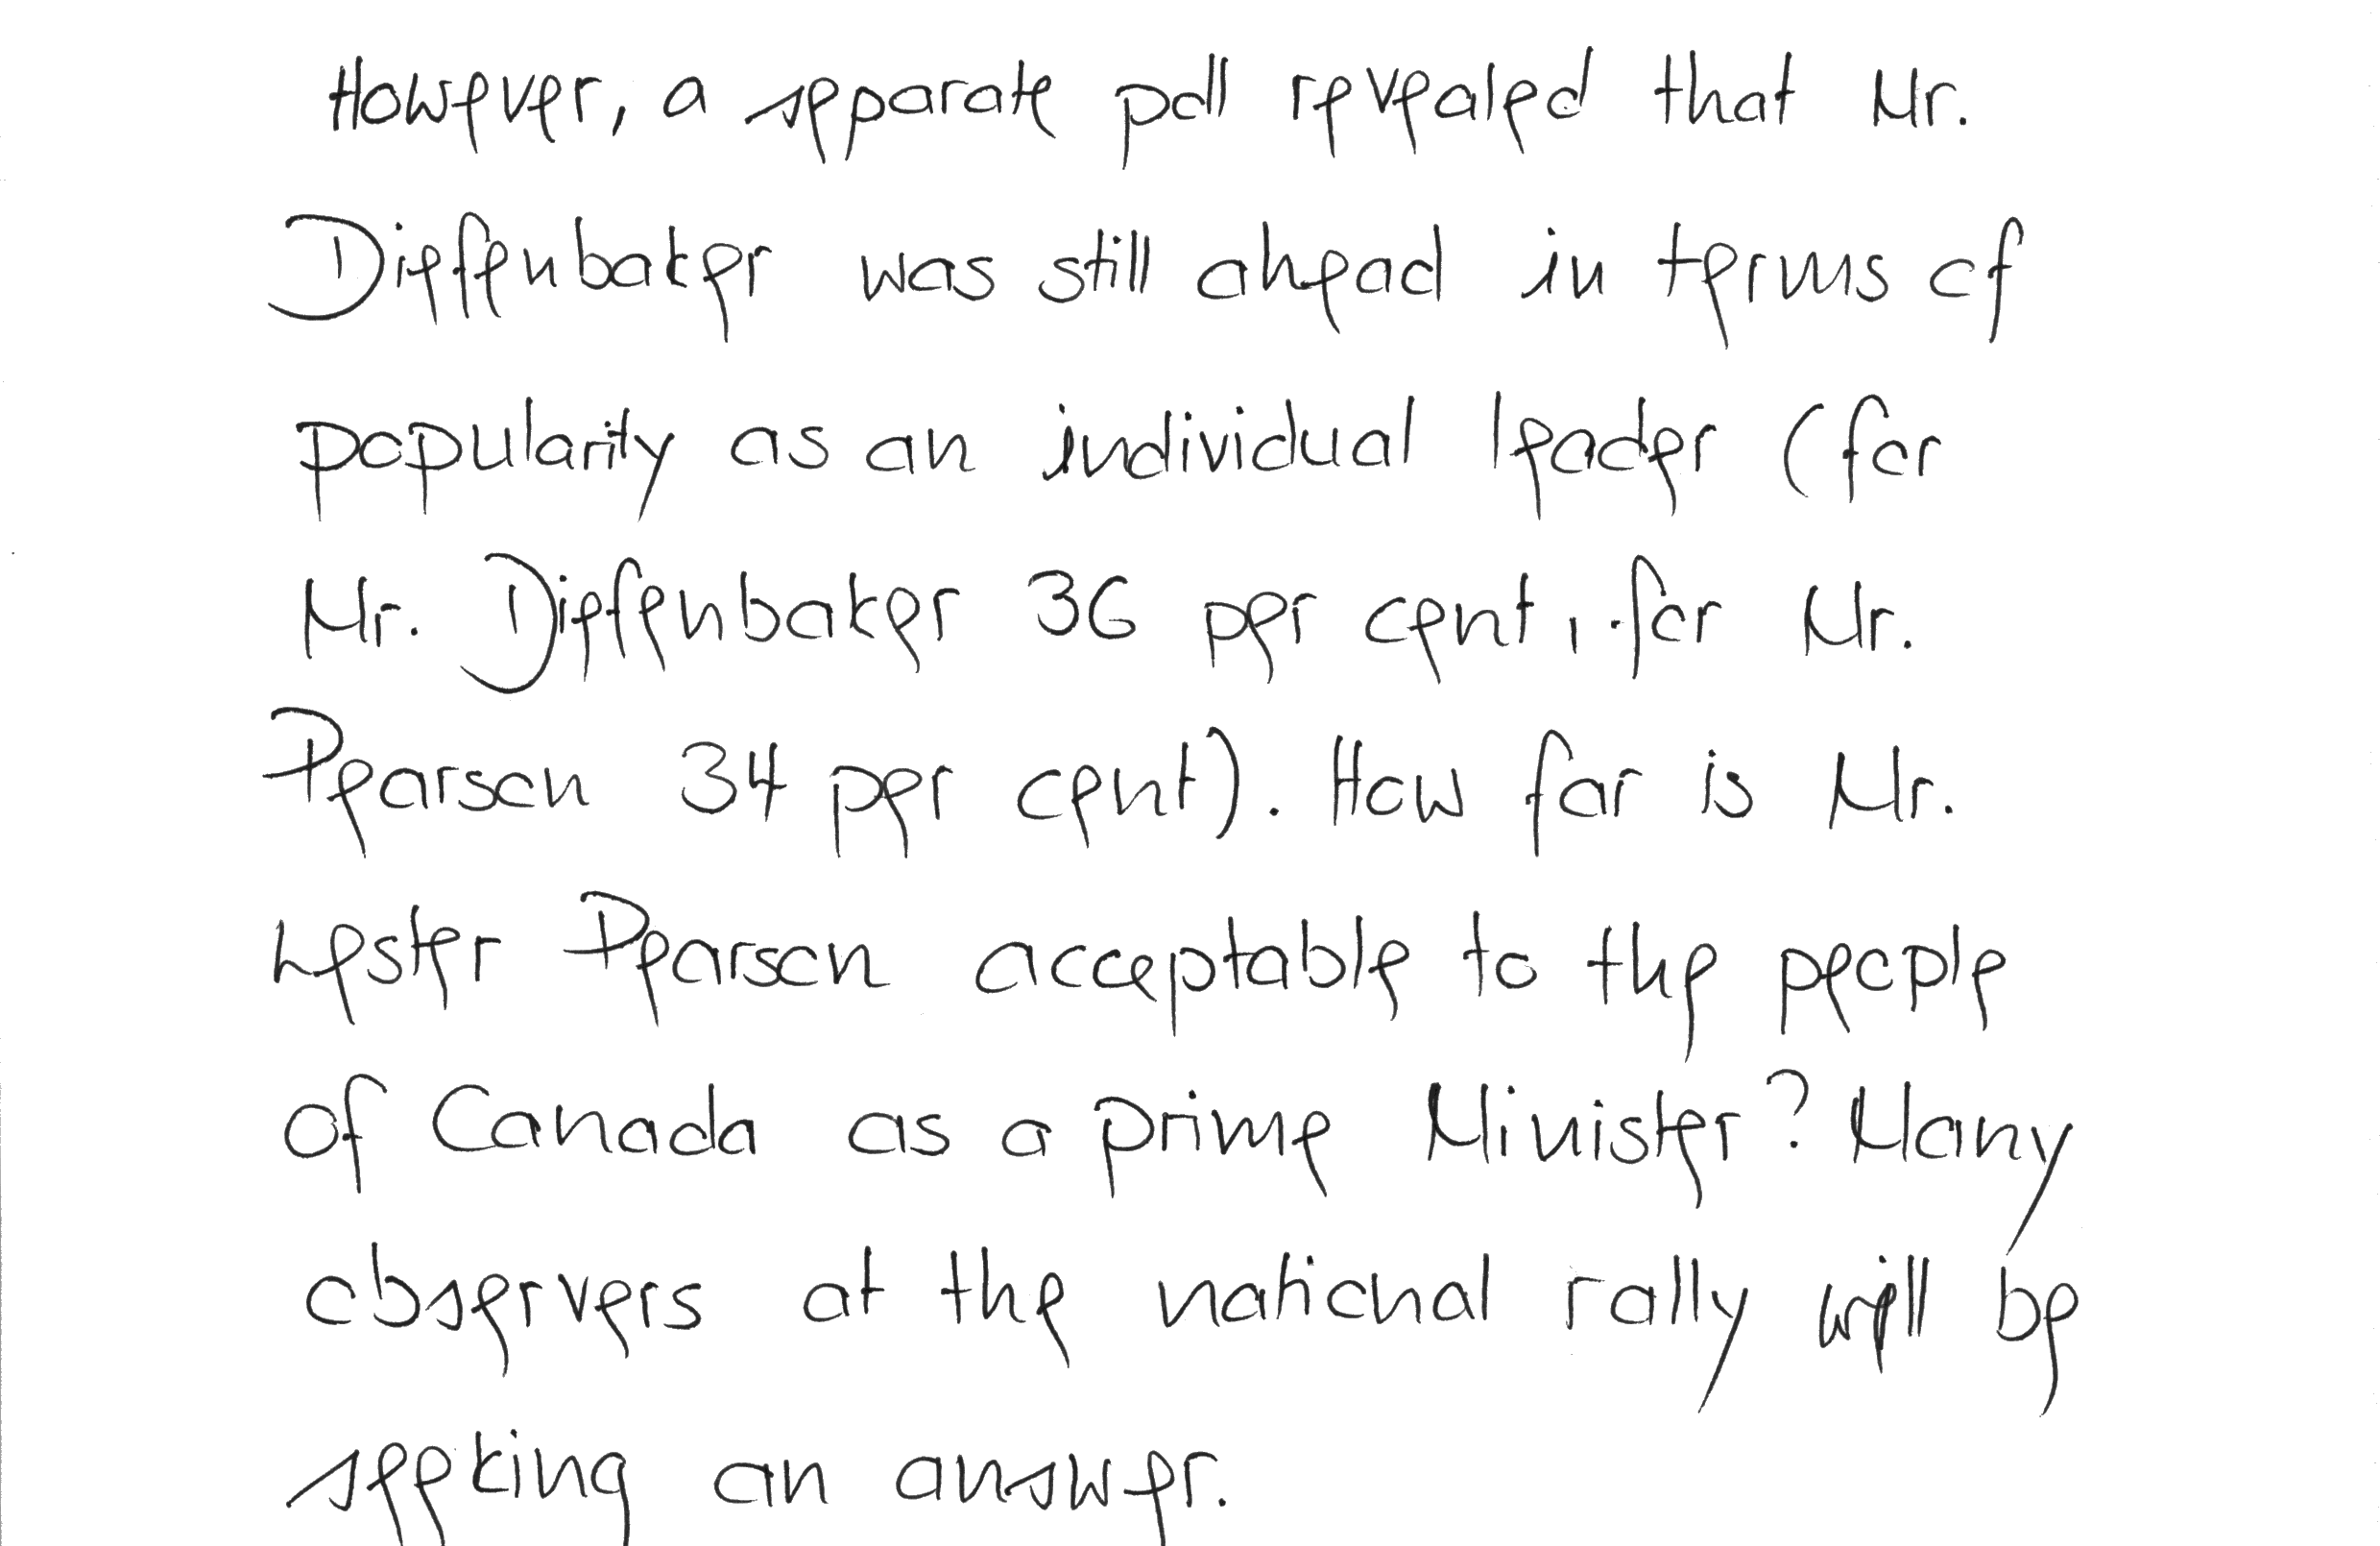 However, a separate poll revealed that Mr.
Diefenbaker was still ahead in terms of
popularity as an individual leader (for
Mr. Diefenbaker 36 per cent, for Mr.
Pearson 34 per cent). How far is Mr.
Lester Pearson acceptable to the people
of Canada as a prime Minister? Many
observers at the national rally will be
seeking an answer.